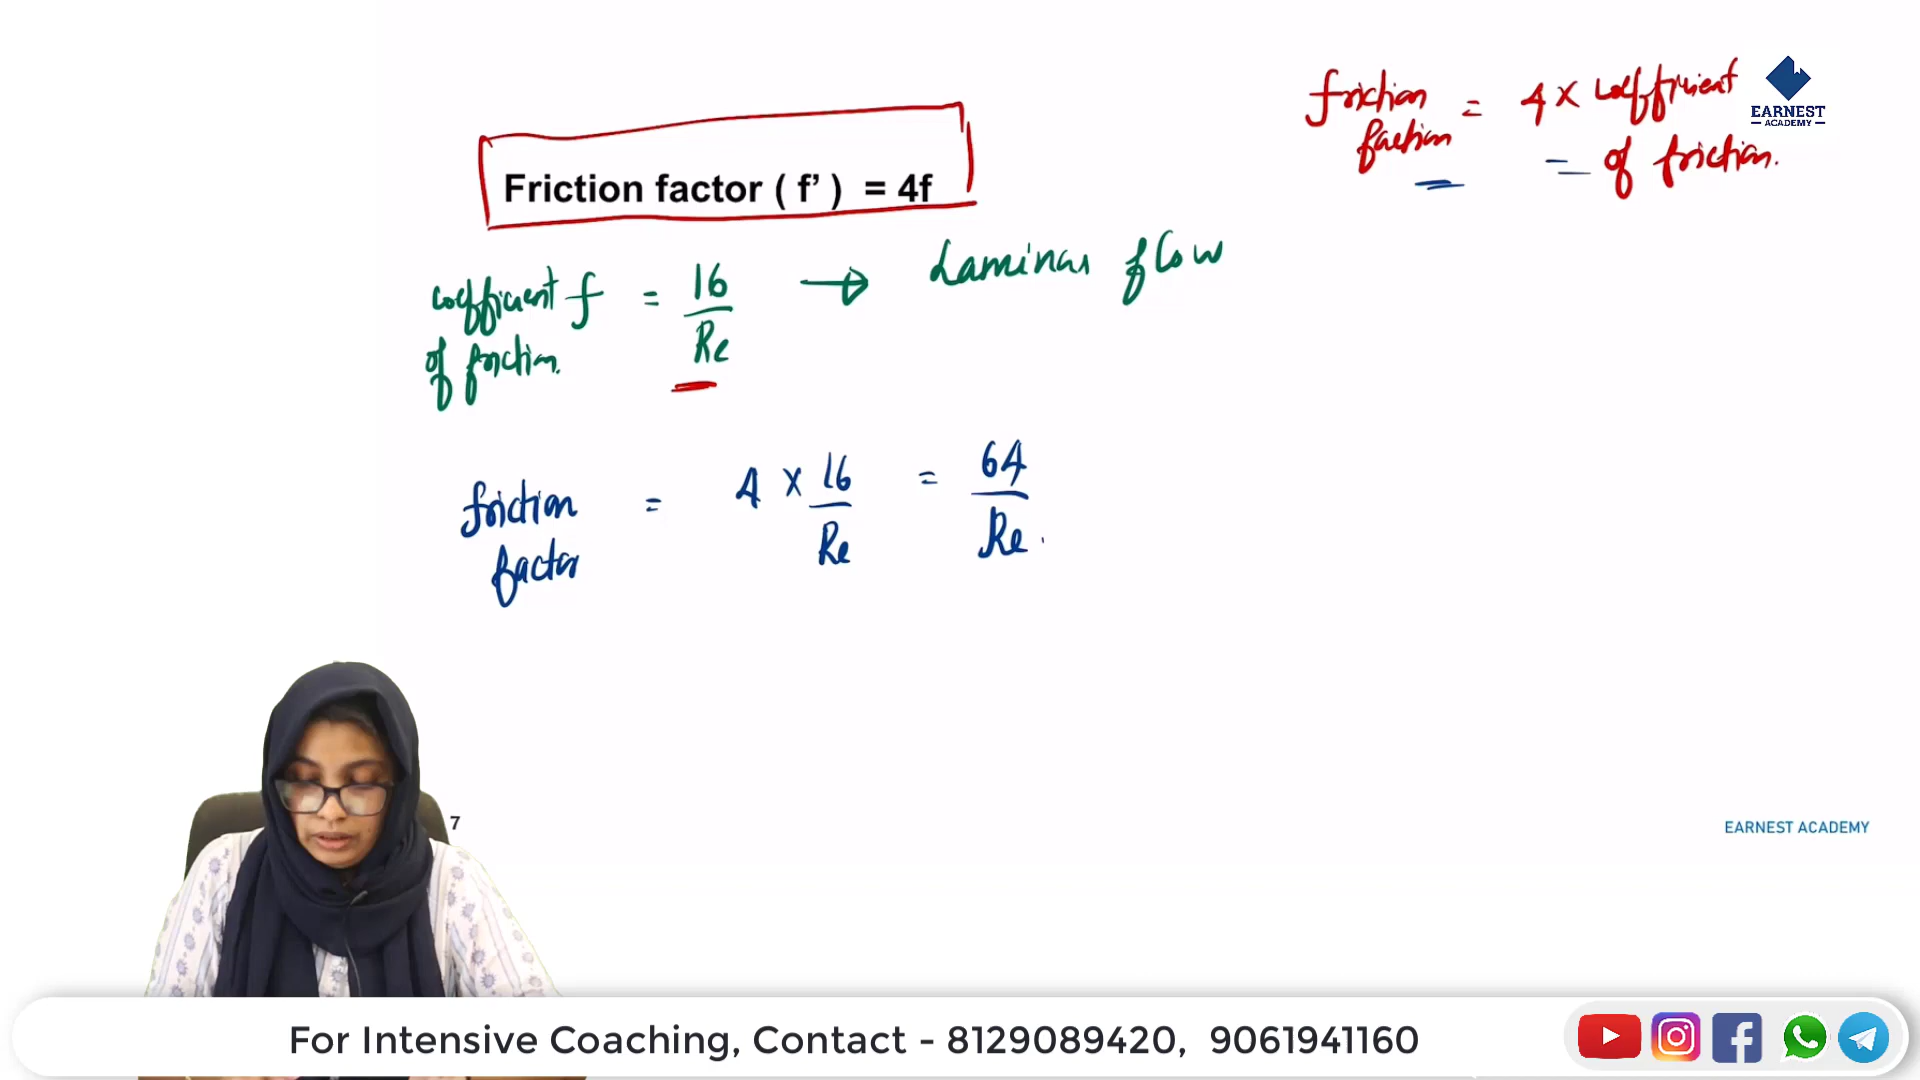 friction = 4 × coefficient
faction = of friction.
EARNEST
ACADEMY
Friction factor ( f’ ) = 4f
coefficient f = 16/Re → Laminar flow
of friction.
friction = 4 × 16/Re = 64/Re.
factor
7
EARNEST ACADEMY
For Intensive Coaching, Contact - 8129089420, 9061941160